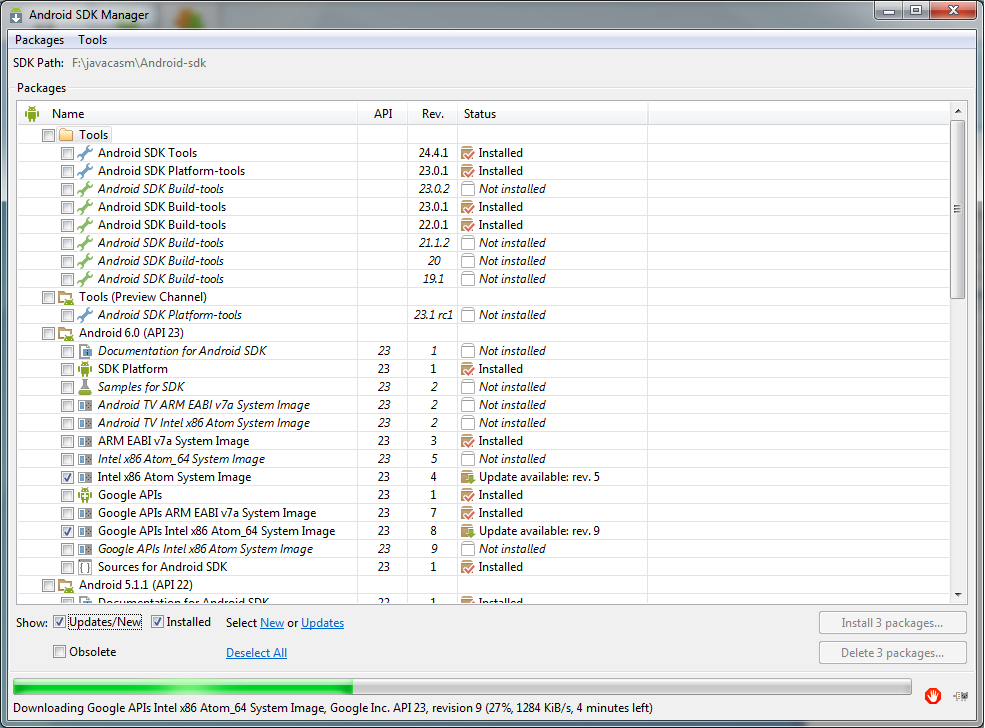 Android SDK Manager
Packages Tools
SDK Path: F:\javacasm\Android-sdk
Packages
Name API Rev. Status
Tools
Android SDK Tools 24.4.1 Installed
Android SDK Platform-tools 23.0.1 Installed
Android SDK Build-tools 23.0.2 Not installed
Android SDK Build-tools 23.0.1 Installed
Android SDK Build-tools 22.0.1 Installed
Android SDK Build-tools 21.1.2 Not installed
Android SDK Build-tools 20 Not installed
Android SDK Build-tools 19.1 Not installed
Tools (Preview Channel)
Android SDK Platform-tools 23.1 rc1 Not installed
Android 6.0 (API 23)
Documentation for Android SDK 23 1 Not installed
SDK Platform 23 1 Installed
Samples for SDK 23 2 Not installed
Android TV ARM EABI v7a System Image 23 2 Not installed
Android TV Intel x86 Atom System Image 23 2 Not installed
ARM EABI v7a System Image 23 3 Installed
Intel x86 Atom_64 System Image 23 5 Not installed
Intel x86 Atom System Image 23 4 Update available: rev. 5
Google APIs 23 1 Installed
Google APIs ARM EABI v7a System Image 23 7 Installed
Google APIs Intel x86 Atom_64 System Image 23 8 Update available: rev. 9
Google APIs Intel x86 Atom System Image 23 9 Not installed
Sources for Android SDK 23 1 Installed
Android 5.1.1 (API 22)
Documentation for Android SDK 22 1 Installed
Show: Updates/New Installed Select New or Updates Install 3 packages...
Obsolete Deselect All Delete 3 packages...
Downloading Google APIs Intel x86 Atom_64 System Image, Google Inc. API 23, revision 9 (27%, 1284 KiB/s, 4 minutes left)